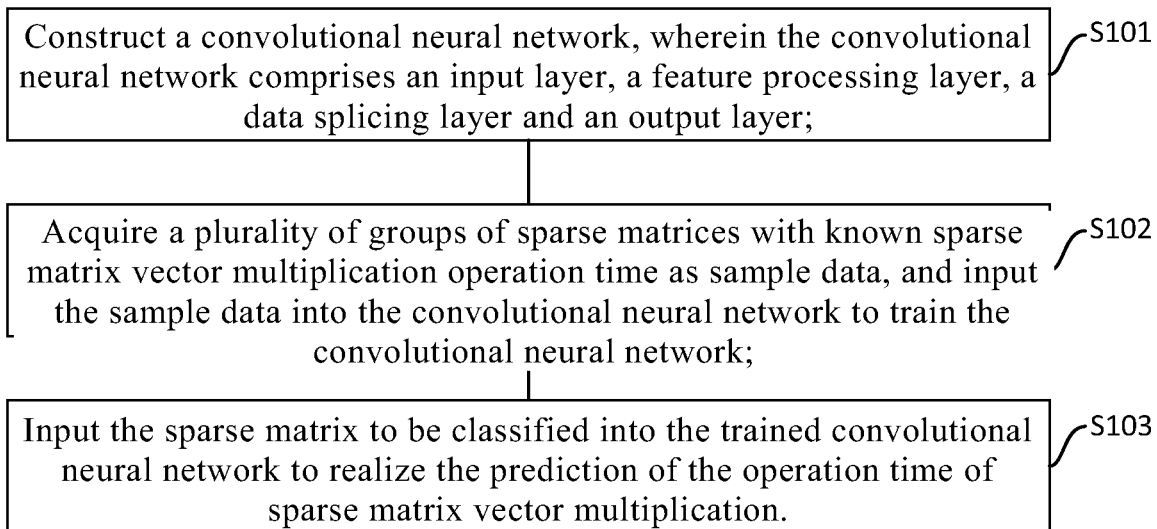 Construct a convolutional neural network, wherein the convolutional
neural network comprises an input layer, a feature processing layer, a
data splicing layer and an output layer;
S101
Acquire a plurality of groups of sparse matrices with known sparse
matrix vector multiplication operation time as sample data, and input
the sample data into the convolutional neural network to train the
convolutional neural network;
S102
Input the sparse matrix to be classified into the trained convolutional
neural network to realize the prediction of the operation time of
sparse matrix vector multiplication.
S103